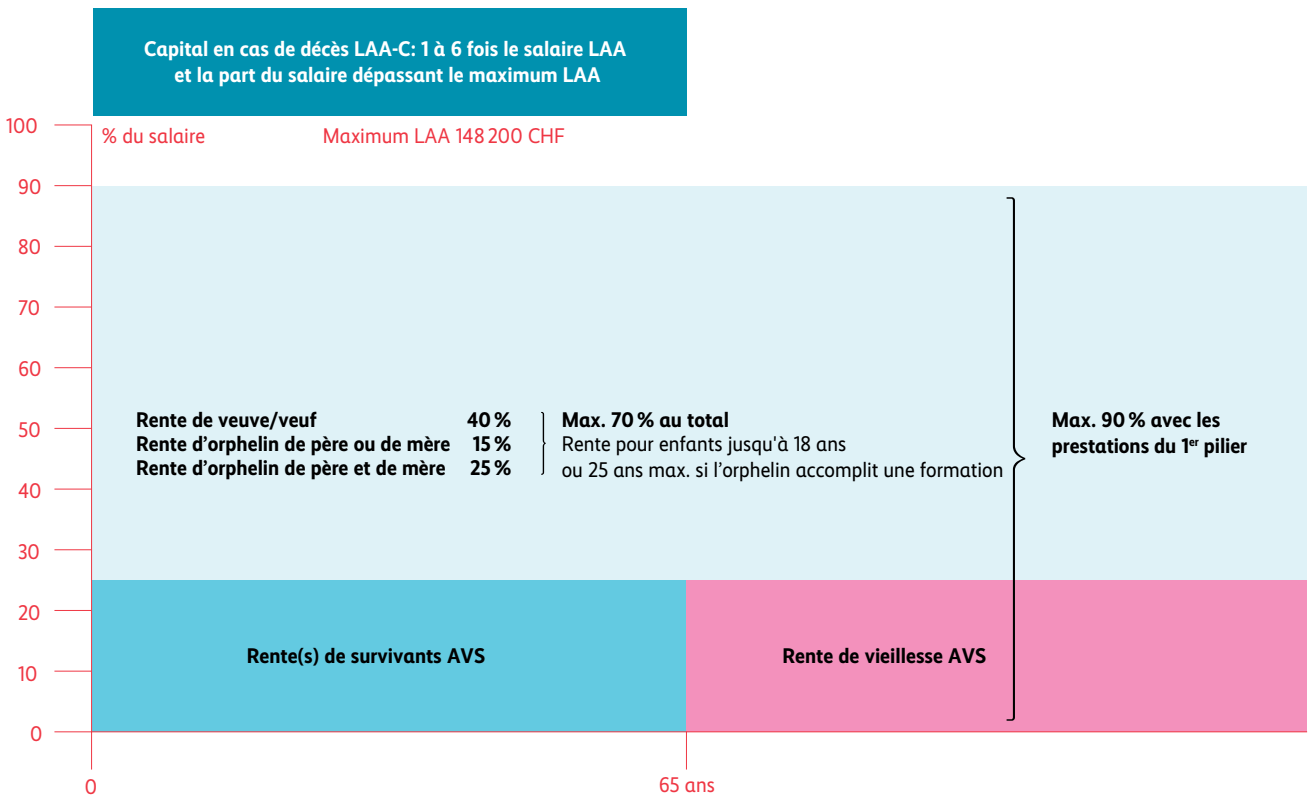 Capital en cas de décès LAA-C: 1 à 6 fois le salaire LAA
et la part du salaire dépassant le maximum LAA
100
% du salaire
Maximum LAA 148 200 CHF
90
80
70
60
50
40
30
20
10
0
Rente de veuve/veuf 40 %
Rente d'orphelin de père ou de mère 15 %
Rente d'orphelin de père et de mère 25 %
Max. 70 % au total
Rente pour enfants jusqu'à 18 ans
ou 25 ans max. si l'orphelin accomplit une formation
Max. 90 % avec les
prestations du 1er pilier
Rente(s) de survivants AVS
Rente de vieillesse AVS
0
65 ans